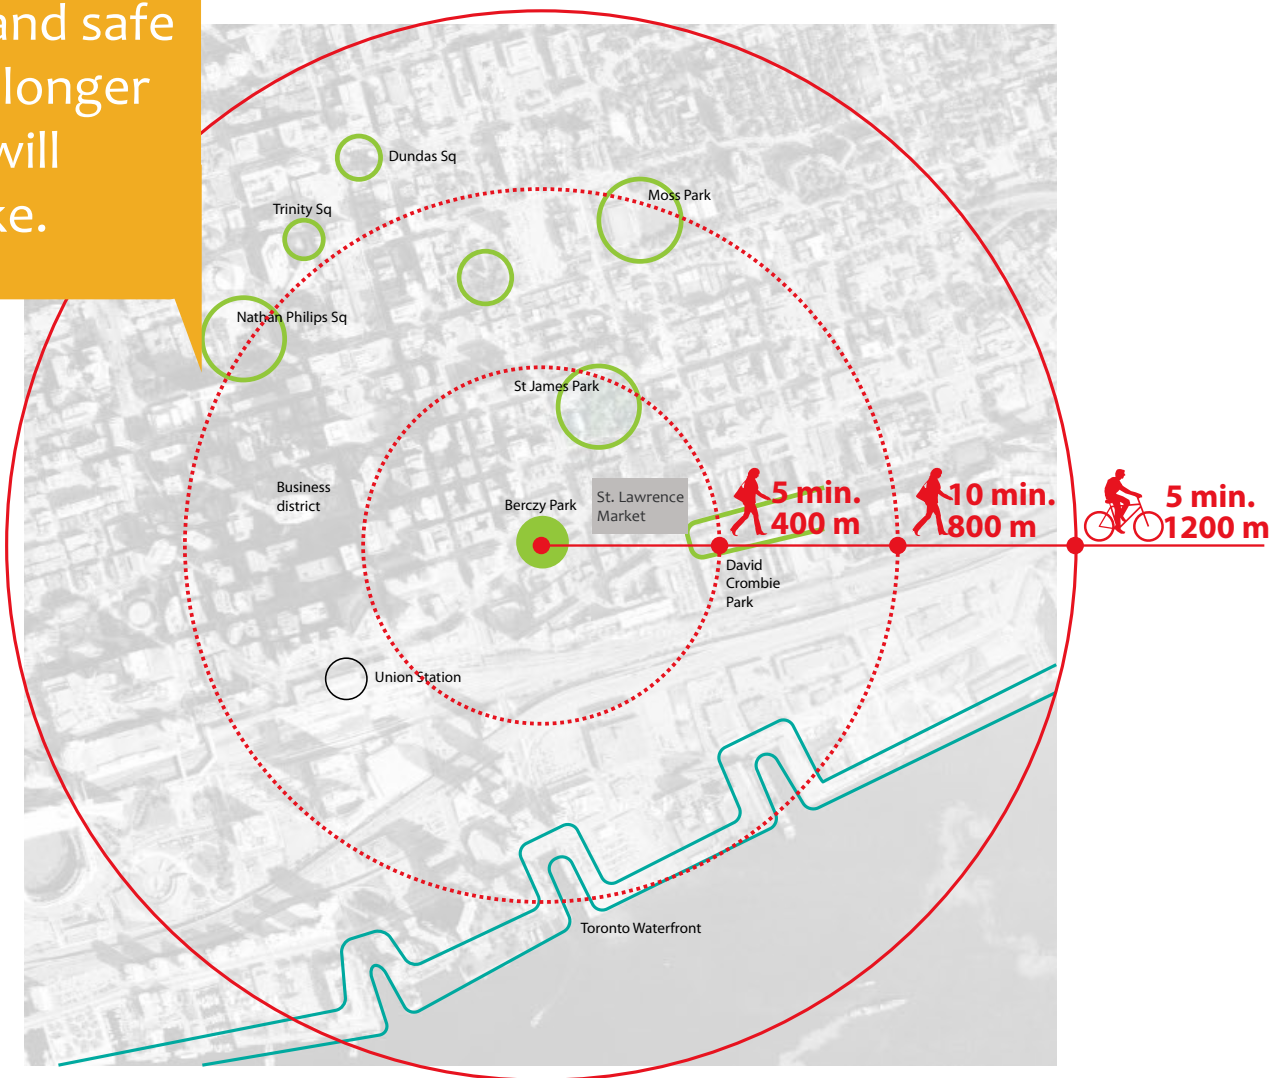 and safe
longer
will
ke.
Dundas Sq
Moss Park
Trinity Sq
Nathan Philips Sq
St James Park
Business
district
Berczy Park
St. Lawrence
Market
5 min.
400 m
10 min.
800 m
5 min.
1200 m
David
Crombie
Park
Union Station
Toronto Waterfront